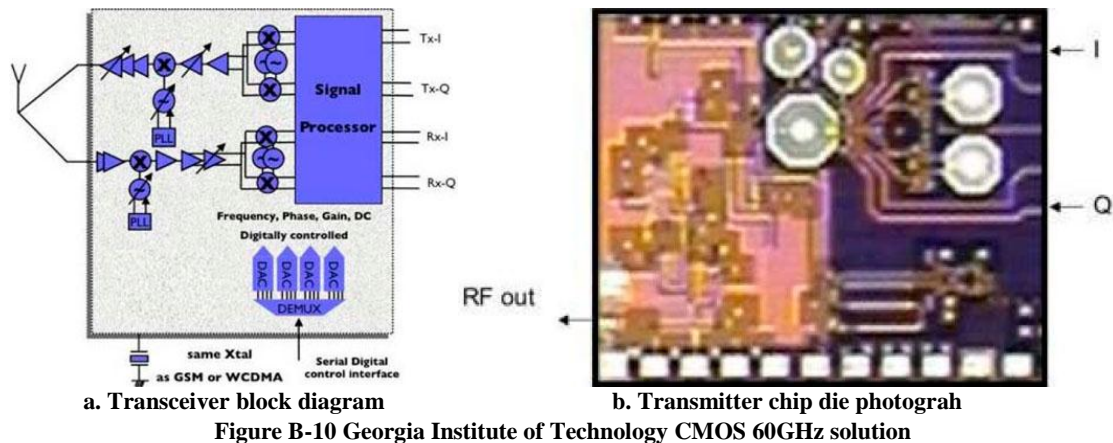 Tx-I
Tx-Q
Signal
Processor
PLL
Rx-I
Rx-Q
PLL
Frequency, Phase, Gain, DC
Digitally controlled
DAC DAC DAC DAC
DEMUX
same Xtal
as GSM or WCDMA
Serial Digital
control interface
I
Q
RF out
a. Transceiver block diagram
b. Transmitter chip die photograh
Figure B-10 Georgia Institute of Technology CMOS 60GHz solution